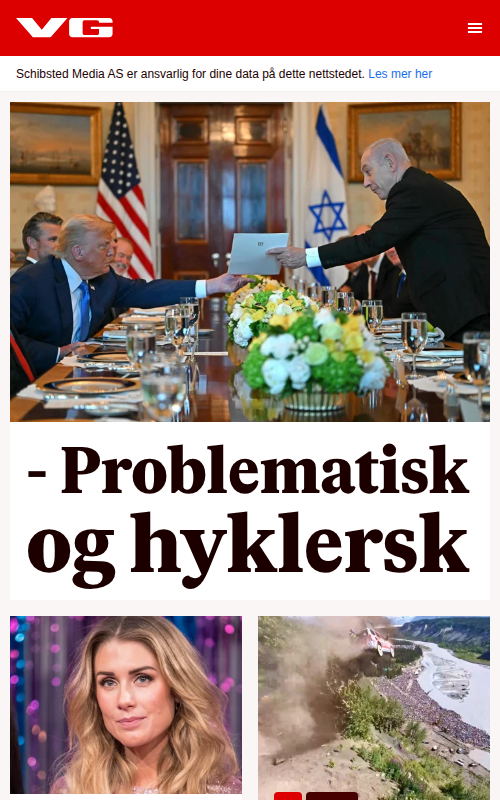 VG
Schibsted Media AS er ansvarlig for dine data på dette nettstedet. Les mer her
- Problematisk
og hyklersk